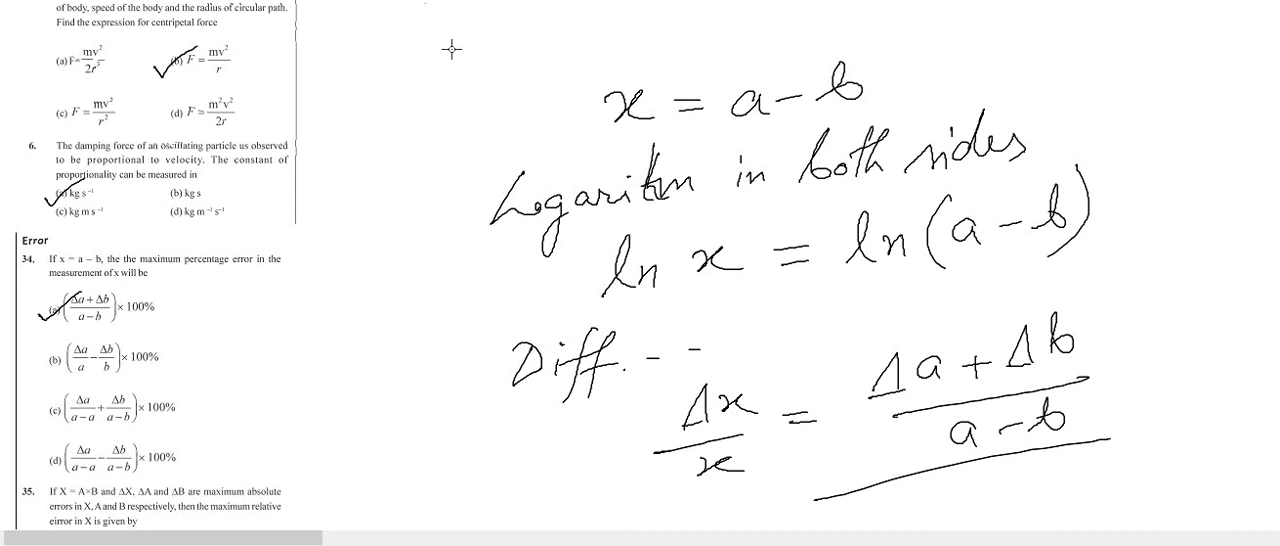 of body, speed of the body and the radius of circular path.
Find the expression for centripetal force
(a) F= mv²/2r³ (b) F = mv²/r
(c) F = mv²/r² (d) F = m²v²/2r
6. The damping force of an oscillating particle us observed
to be proportional to velocity. The constant of
proportionality can be measured in
(a) kg s⁻¹ (b) kg s
(c) kg m s⁻¹ (d) kg m⁻¹ s⁻¹
Error
34. If x = a – b, the the maximum percentage error in the
measurement of x will be
(a) (Δa + Δb / a – b) × 100%
(b) (Δa/a – Δb/b) × 100%
(c) (Δa/a–a + Δb/a–b) × 100%
(d) (Δa/a–a – Δb/a–b) × 100%
35. If X = A×B and ΔX, ΔA and ΔB are maximum absolute
errors in X, A and B respectively, then the maximum relative
eirror in X is given by
x = a – b
Logarithm in both sides
ln x = ln (a – b)
Diff. - -
Δx/x = Δa + Δb / a – b